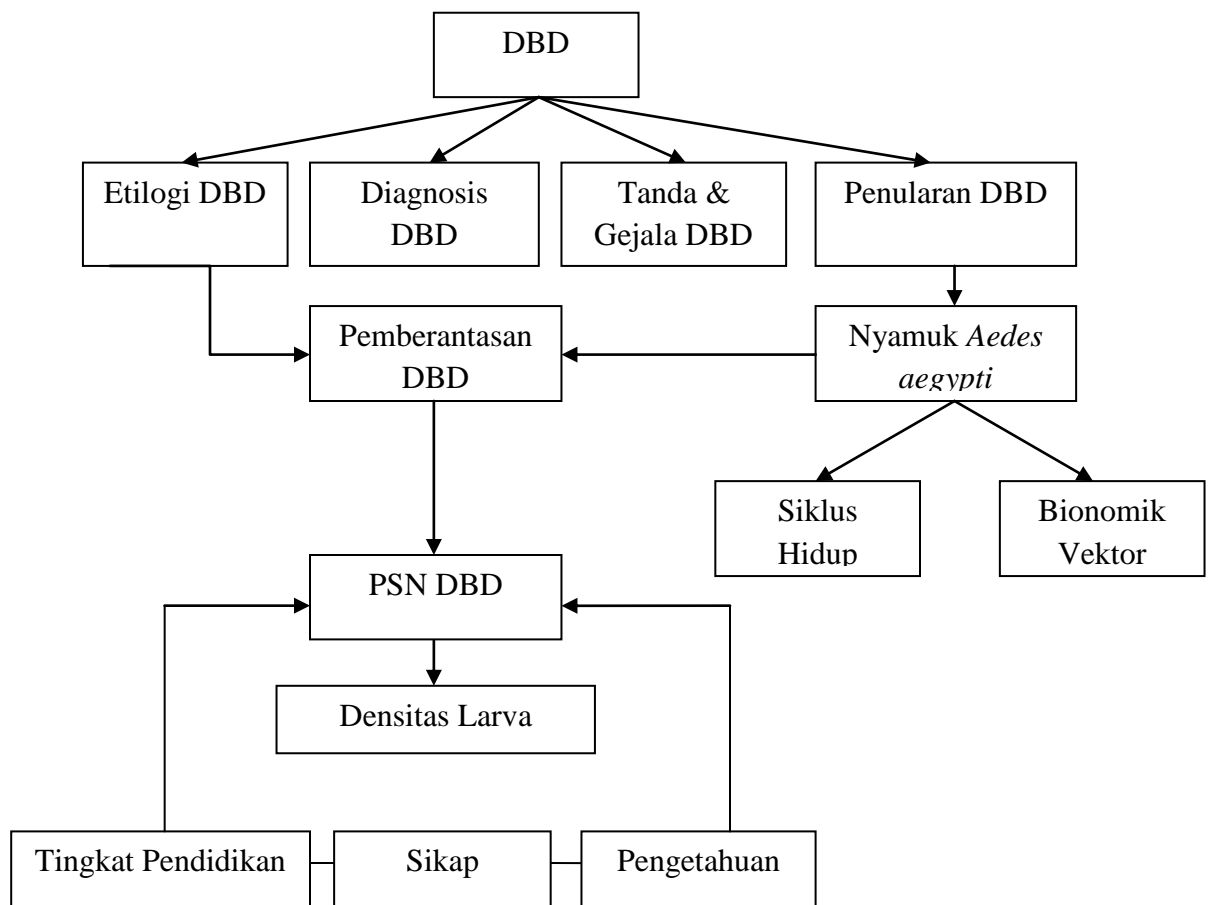 DBD
Etilogi DBD
Diagnosis
DBD
Tanda &
Gejala DBD
Penularan DBD
Pemberantasan
DBD
Nyamuk Aedes
aegypti
Siklus
Hidup
Bionomik
Vektor
PSN DBD
Densitas Larva
Tingkat Pendidikan
Sikap
Pengetahuan